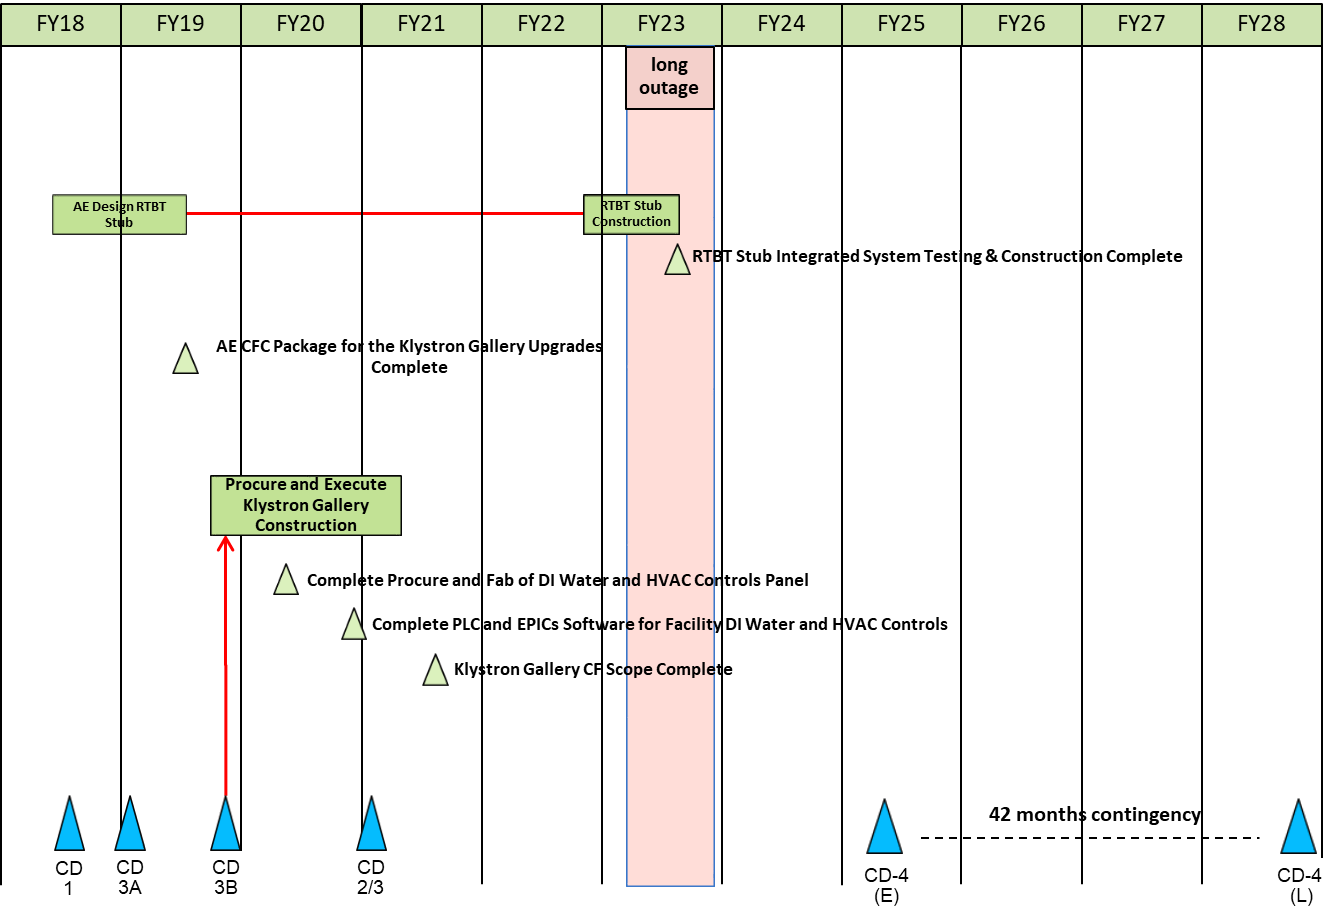 FY18 FY19 FY20 FY21 FY22 FY23 FY24 FY25 FY26 FY27 FY28
long
outage
AE Design RTBT
Stub
RTBT Stub
Construction
RTBT Stub Integrated System Testing & Construction Complete
AE CFC Package for the Klystron Gallery Upgrades
Complete
Procure and Execute
Klystron Gallery
Construction
Complete Procure and Fab of DI Water and HVAC Controls Panel
Complete PLC and EPICs Software for Facility DI Water and HVAC Controls
Klystron Gallery CF Scope Complete
42 months contingency
CD
1
CD
3A
CD
3B
CD
2/3
CD-4
(E)
CD-4
(L)